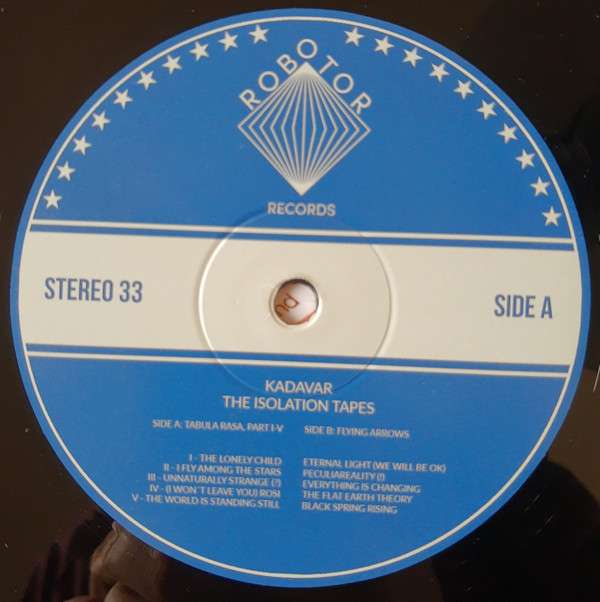 ROBOTOR
RECORDS
STEREO 33
SIDE A
KADAVAR
THE ISOLATION TAPES
SIDE A: TABULA RASA, PART I-V
I - THE LONELY CHILD
II - I FLY AMONG THE STARS
III - UNNATURALLY STRANGE (?)
IV - (I WON´T LEAVE YOU) ROSI
V - THE WORLD IS STANDING STILL
SIDE B: FLYING ARROWS
ETERNAL LIGHT (WE WILL BE OK)
PECULIAREALITY (!)
EVERYTHING IS CHANGING
THE FLAT EARTH THEORY
BLACK SPRING RISING